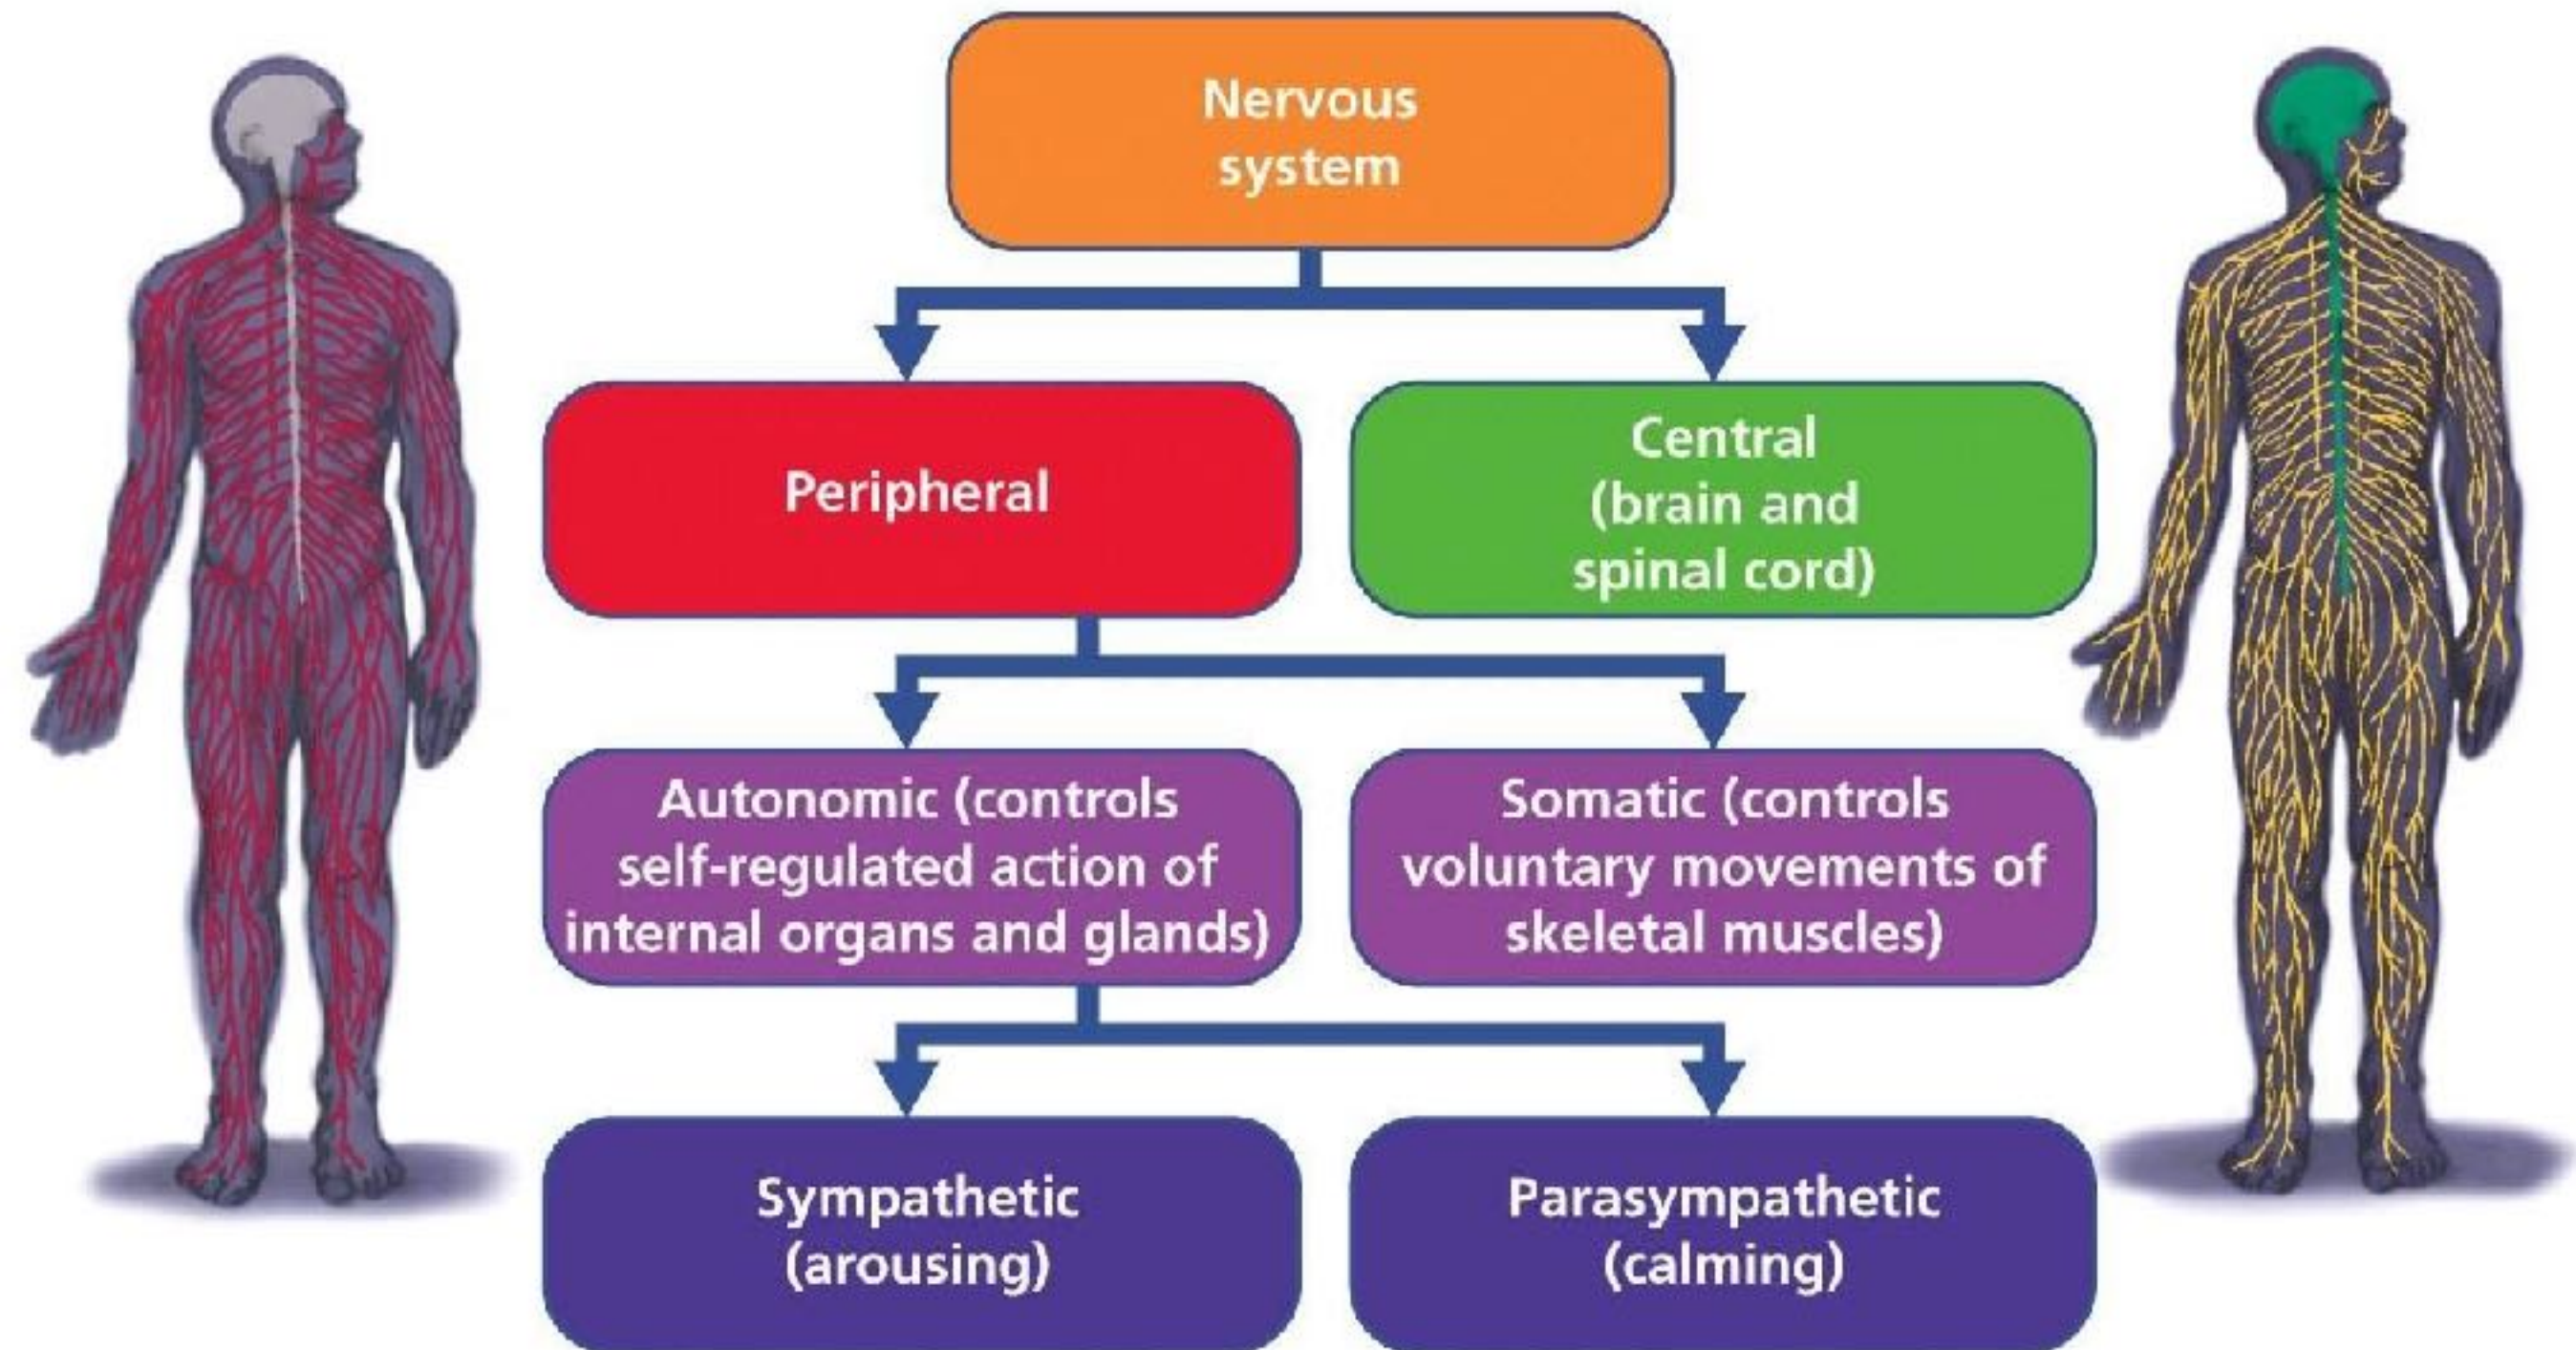 Nervous
system
Peripheral
Central
(brain and
spinal cord)
Autonomic (controls
self-regulated action of
internal organs and glands)
Somatic (controls
voluntary movements of
skeletal muscles)
Sympathetic
(arousing)
Parasympathetic
(calming)